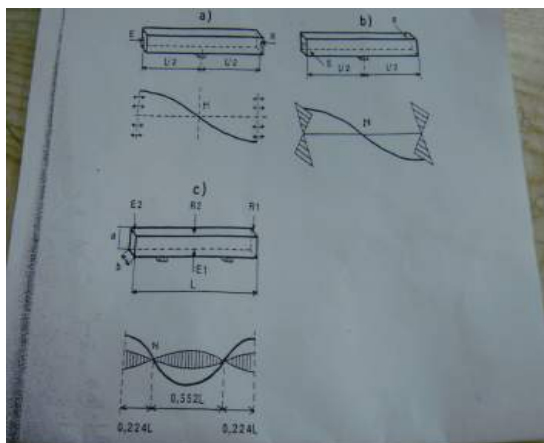 a)
b)
E
R
L/2 L/2
S
L/2 L/2
M
M
c)
E2 R2 R1
a
b
E1
L
M
0,552L
0,224L 0,224L